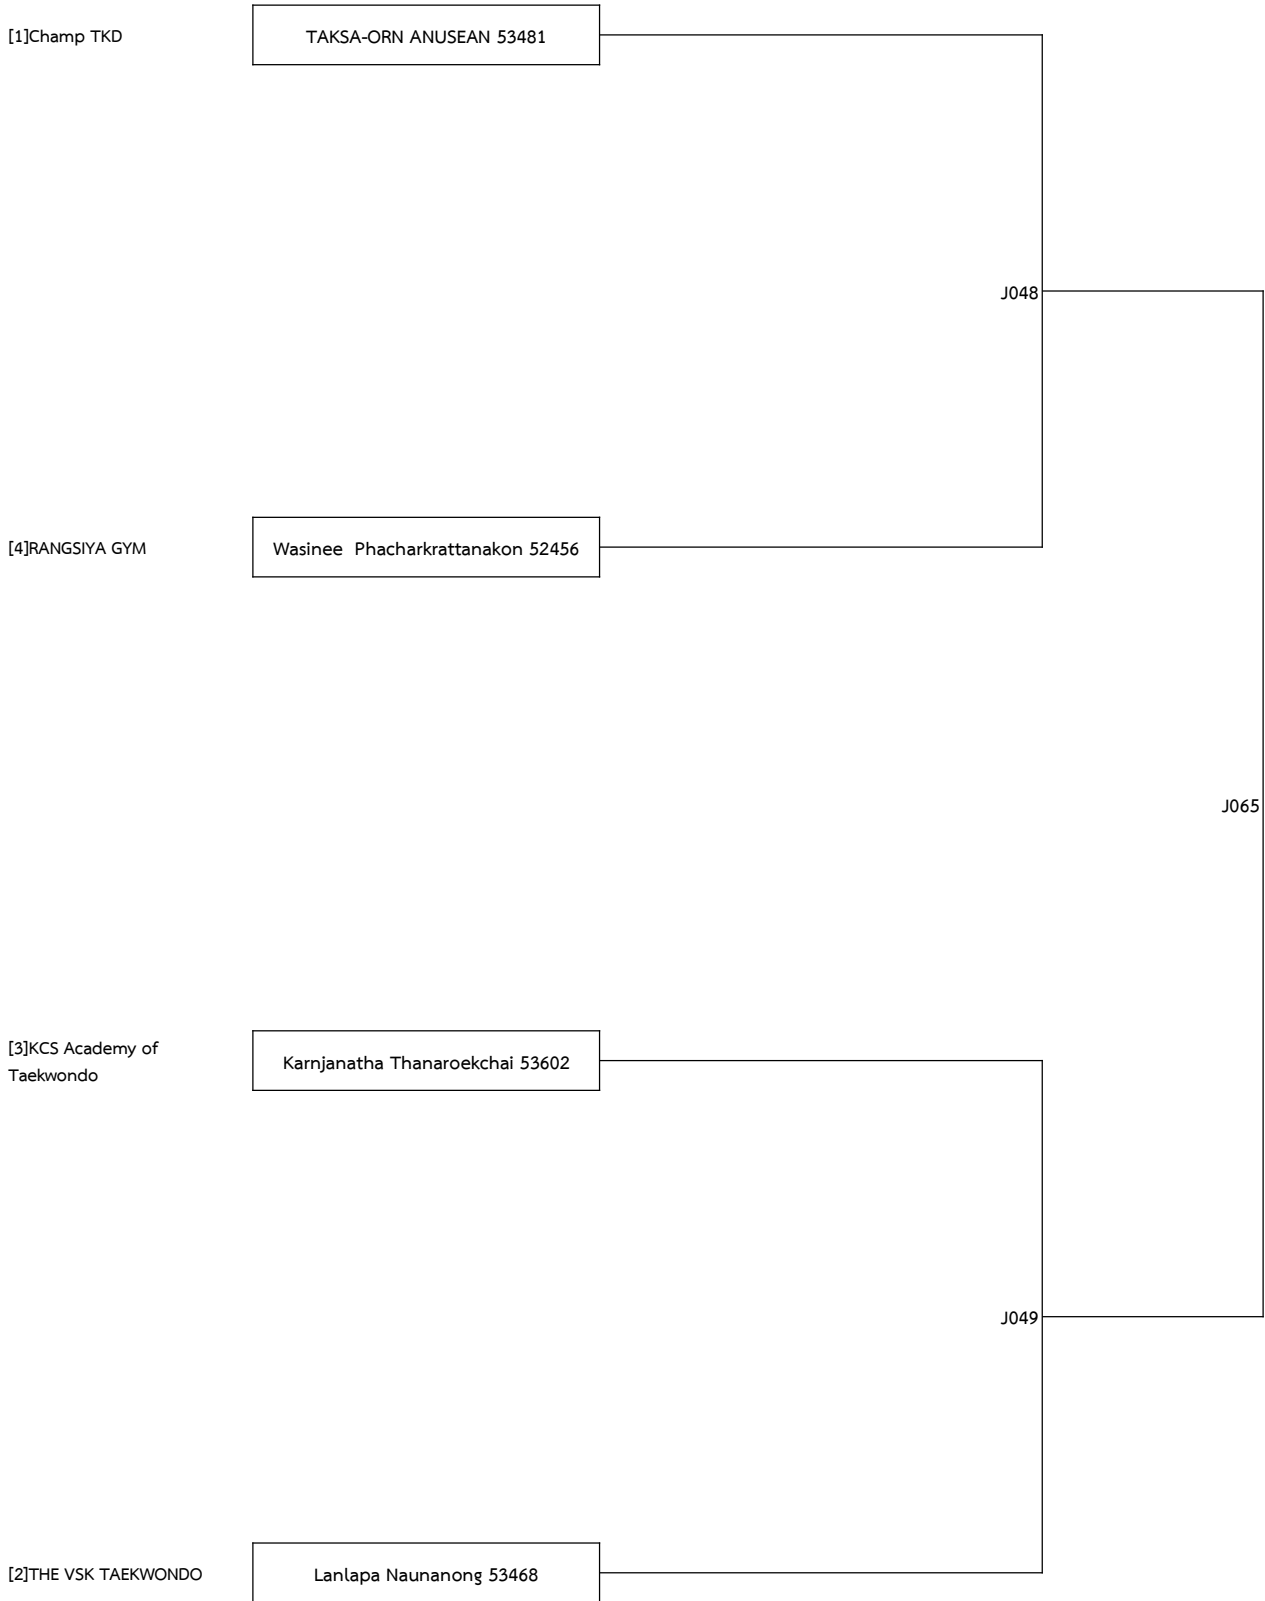 [1]Champ TKD
TAKSA-ORN ANUSEAN 53481
J048
[4]RANGSIYA GYM
Wasinee  Phacharkrattanakon 52456
J065
[3]KCS Academy of
Taekwondo
Karnjanatha Thanaroekchai 53602
J049
[2]THE VSK TAEKWONDO
Lanlapa Naunanong 53468